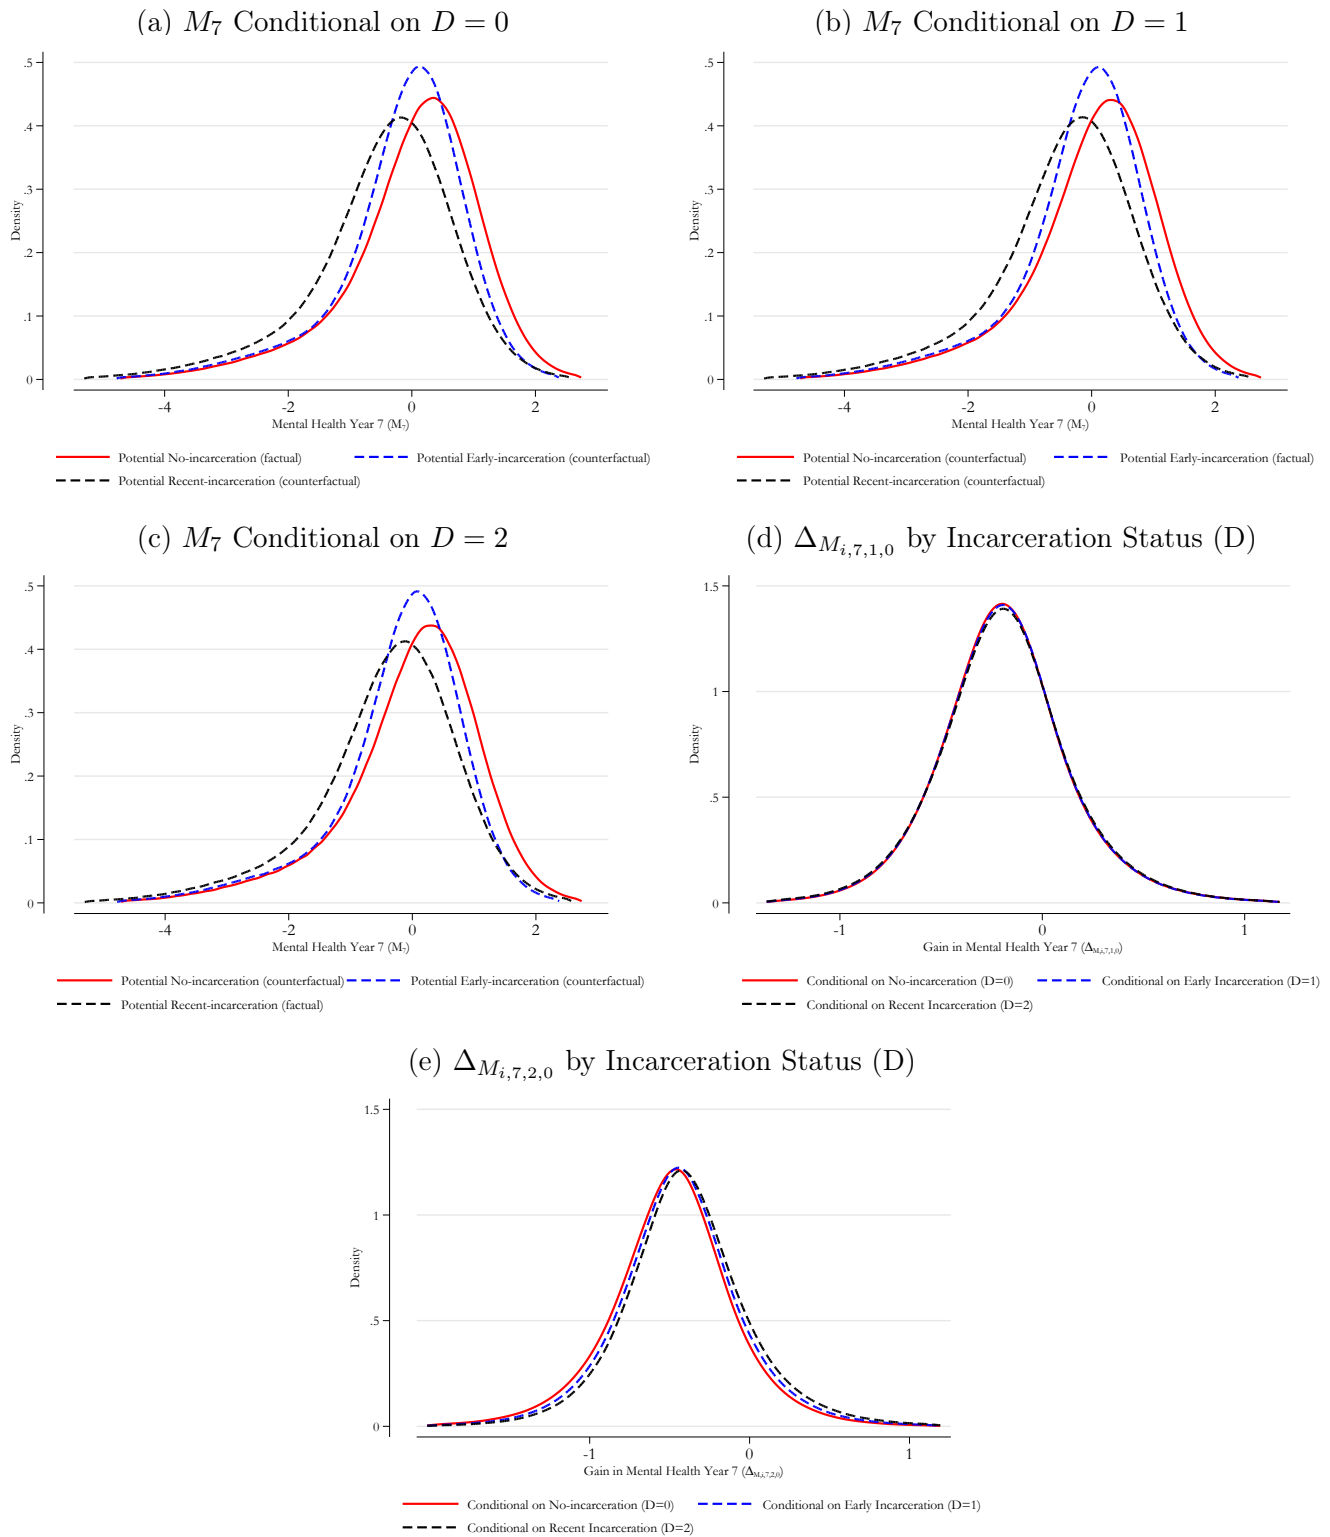 (a) M₇ Conditional on D = 0
Density
.5
.4
.3
.2
.1
0
-4 -2 0 2
Mental Health Year 7 (M₇)
Potential No-incarceration (factual) Potential Early-incarceration (counterfactual)
Potential Recent-incarceration (counterfactual)
(b) M₇ Conditional on D = 1
Density
.5
.4
.3
.2
.1
0
-4 -2 0 2
Mental Health Year 7 (M₇)
Potential No-incarceration (counterfactual) Potential Early-incarceration (factual)
Potential Recent-incarceration (counterfactual)
(c) M₇ Conditional on D = 2
Density
.5
.4
.3
.2
.1
0
-4 -2 0 2
Mental Health Year 7 (M₇)
Potential No-incarceration (counterfactual) Potential Early-incarceration (counterfactual)
Potential Recent-incarceration (factual)
(d) Δ_{M_{i,7,1,0}} by Incarceration Status (D)
Density
1.5
1
.5
0
-1 0 1
Gain in Mental Health Year 7 (Δ_{M,i,7,1,0})
Conditional on No-incarceration (D=0) Conditional on Early Incarceration (D=1)
Conditional on Recent Incarceration (D=2)
(e) Δ_{M_{i,7,2,0}} by Incarceration Status (D)
Density
1.5
1
.5
0
-1 0 1
Gain in Mental Health Year 7 (Δ_{M,i,7,2,0})
Conditional on No-incarceration (D=0) Conditional on Early Incarceration (D=1)
Conditional on Recent Incarceration (D=2)